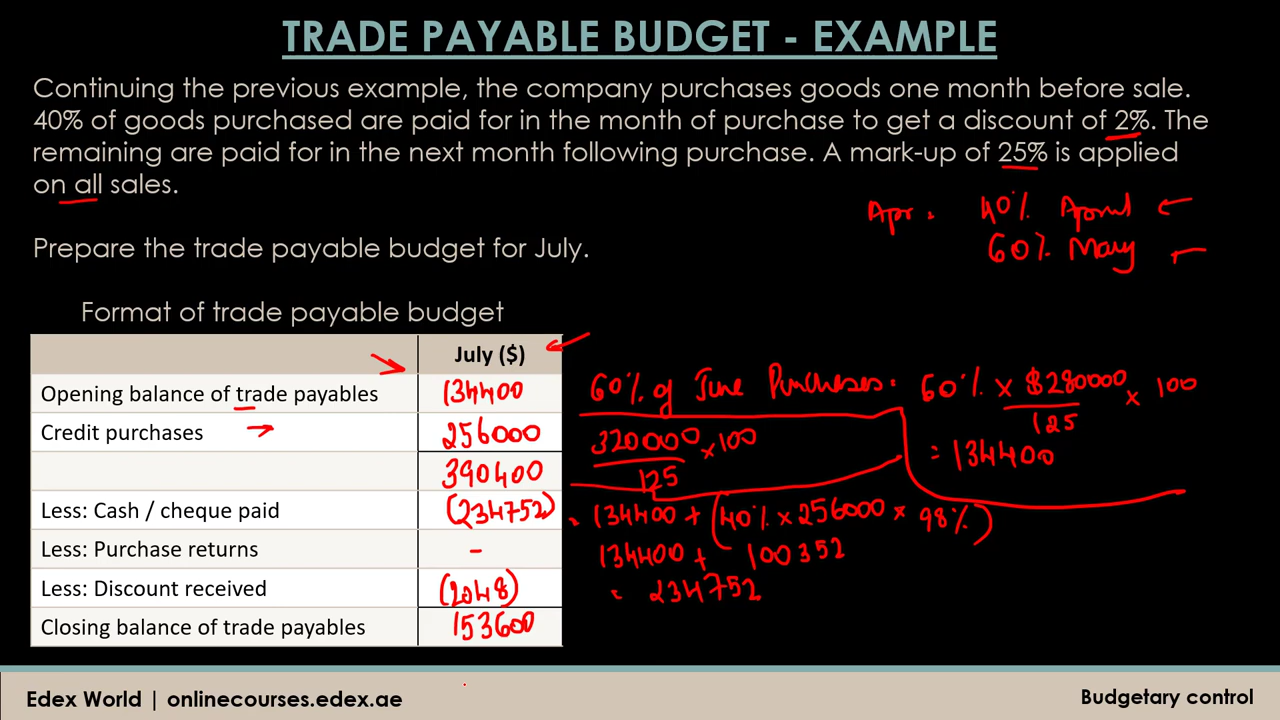 TRADE PAYABLE BUDGET - EXAMPLE
Continuing the previous example, the company purchases goods one month before sale.
40% of goods purchased are paid for in the month of purchase to get a discount of 2%. The
remaining are paid for in the next month following purchase. A mark-up of 25% is applied
on all sales.
Apr : 40% April
60% May
Prepare the trade payable budget for July.
Format of trade payable budget
July ($)
Opening balance of trade payables 134400
Credit purchases 256000
390400
Less: Cash / cheque paid (234752)
Less: Purchase returns -
Less: Discount received (2048)
Closing balance of trade payables 153600
60% of June Purchases : 60% × $280000 × 100
125
= 134400
320000 × 100
125
= 134400 + (40% × 256000 × 98%)
134400 + 100352
= 234752
Edex World | onlinecourses.edex.ae
Budgetary control